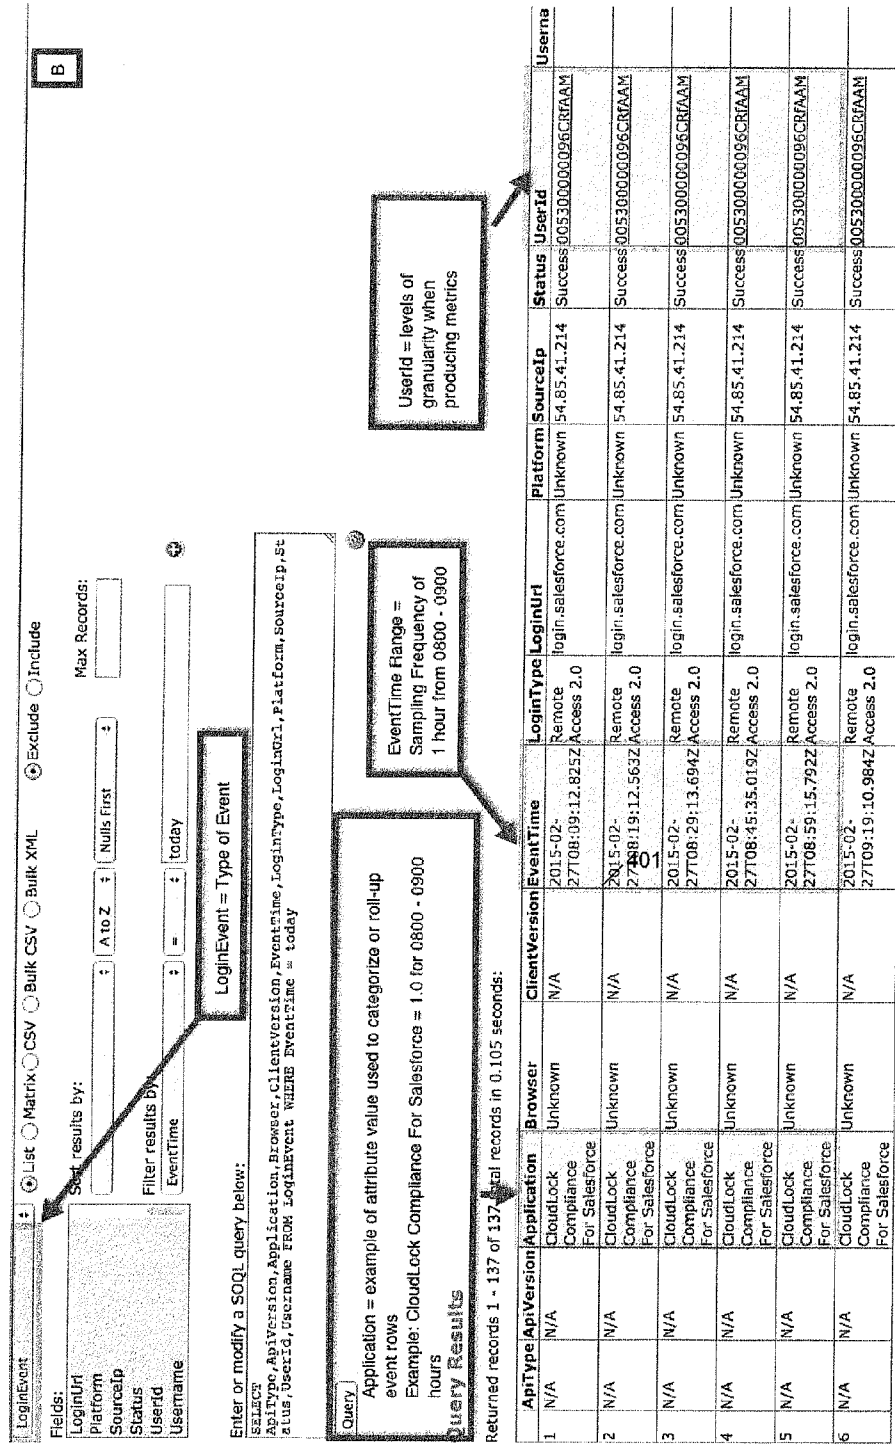 B
LoginEvent
List Matrix CSV Bulk CSV Bulk XML Exclude Include
Fields:
LoginUrl
Platform
SourceIp
Status
UserId
Username
Sort results by:
A to Z
Nulls First
Max Records:
Filter results by:
EventTime
=
today
LoginEvent = Type of Event
Enter or modify a SOQL query below:
SELECT
ApiType,ApiVersion,Application,Browser,ClientVersion,EventTime,LoginType,LoginUrl,Platform,SourceIp,St
atus,UserId,Username FROM LoginEvent WHERE EventTime = today
Query
Application = example of attribute value used to categorize or roll-up
event rows
Example: CloudLock Compliance For Salesforce = 1.0 for 0800 - 0900
hours
EventTime Range =
Sampling Frequency of
1 hour from 0800 - 0900
UserId = levels of
granularity when
producing metrics
Query Results
Returned records 1 - 137 of 137 total records in 0.105 seconds:
ApiType ApiVersion Application Browser ClientVersion EventTime LoginType LoginUrl Platform SourceIp Status UserId Userna
1 N/A N/A CloudLock Unknown N/A 2015-02- Remote login.salesforce.com Unknown 54.85.41.214 Success 005300000096CRfAAM
Compliance 27T08:09:12.825Z Access 2.0
For Salesforce
2 N/A N/A CloudLock Unknown N/A 2015-02- Remote login.salesforce.com Unknown 54.85.41.214 Success 005300000096CRfAAM
Compliance 27T08:19:12.563Z Access 2.0
For Salesforce
401
3 N/A N/A CloudLock Unknown N/A 2015-02- Remote login.salesforce.com Unknown 54.85.41.214 Success 005300000096CRfAAM
Compliance 27T08:29:13.694Z Access 2.0
For Salesforce
4 N/A N/A CloudLock Unknown N/A 2015-02- Remote login.salesforce.com Unknown 54.85.41.214 Success 005300000096CRfAAM
Compliance 27T08:45:35.019Z Access 2.0
For Salesforce
5 N/A N/A CloudLock Unknown N/A 2015-02- Remote login.salesforce.com Unknown 54.85.41.214 Success 005300000096CRfAAM
Compliance 27T08:59:15.792Z Access 2.0
For Salesforce
6 N/A N/A CloudLock Unknown N/A 2015-02- Remote login.salesforce.com Unknown 54.85.41.214 Success 005300000096CRfAAM
Compliance 27T09:19:10.984Z Access 2.0
For Salesforce